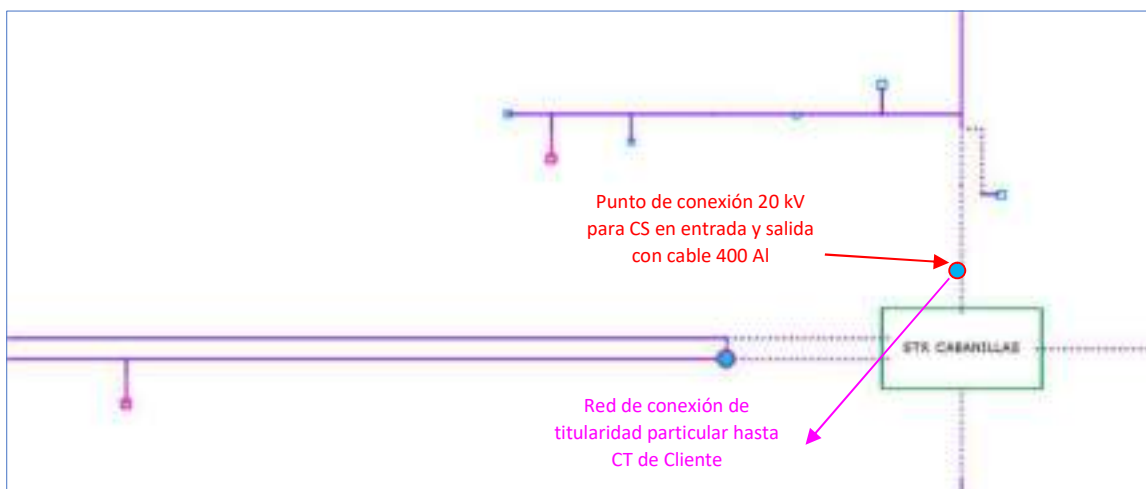 Punto de conexión 20 kV
para CS en entrada y salida
con cable 400 Al
STR CABANILLAS
Red de conexión de
titularidad particular hasta
CT de Cliente